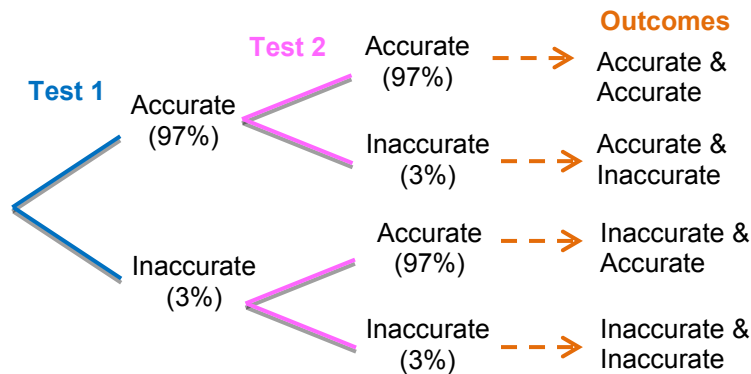 Outcomes
Test 2
Accurate
(97%)
Accurate &
Accurate
Test 1
Accurate
(97%)
Inaccurate
(3%)
Accurate &
Inaccurate
Inaccurate
(3%)
Accurate
(97%)
Inaccurate &
Accurate
Inaccurate
(3%)
Inaccurate &
Inaccurate